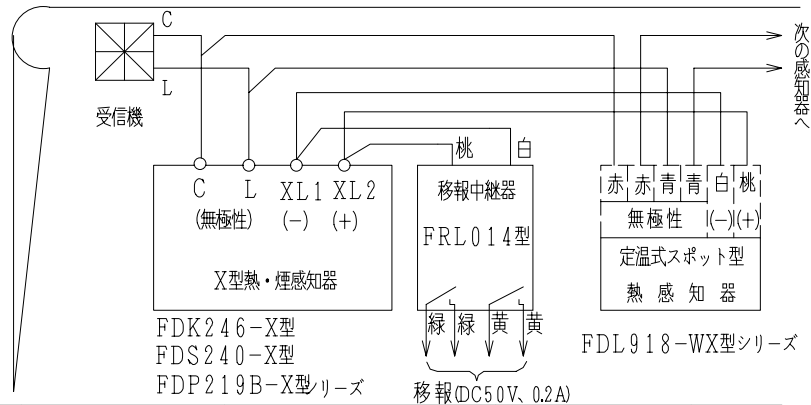 C
L
受信機
次の感知器へ
桃 白
C L XL1 XL2
(無極性) (-) (+)
X型熱・煙感知器
移報中継器
FRL014型
緑 緑 黄 黄
移報(DC50V、0.2A)
赤 赤 青 青 白 桃
無極性 (-) (+)
定温式スポット型
熱感知器
FDK246-X型
FDS240-X型
FDP219B-X型シリーズ
FDL918-WX型シリーズ